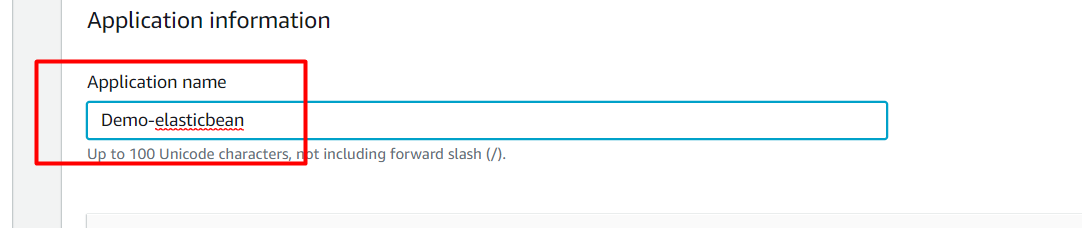 Application information
Application name
Demo-elasticbean
Up to 100 Unicode characters, not including forward slash (/).